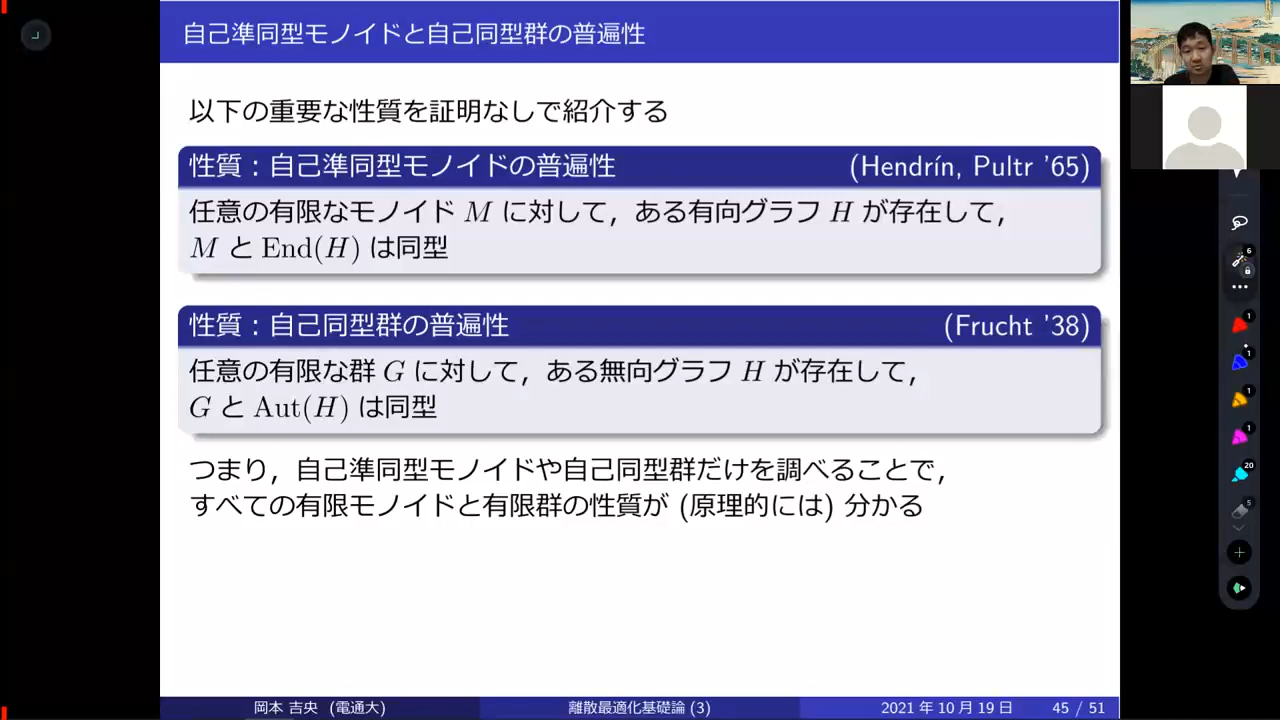 自己準同型モノイドと自己同型群の普遍性
以下の重要な性質を証明なしで紹介する
性質：自己準同型モノイドの普遍性 (Hendrín, Pultr ’65)
任意の有限なモノイド M に対して，ある有向グラフ H が存在して，
M と End(H) は同型
性質：自己同型群の普遍性 (Frucht ’38)
任意の有限な群 G に対して，ある無向グラフ H が存在して，
G と Aut(H) は同型
つまり，自己準同型モノイドや自己同型群だけを調べることで，
すべての有限モノイドと有限群の性質が (原理的には) 分かる
岡本 吉央 (電通大) 離散最適化基礎論 (3) 2021 年 10 月 19 日 45 / 51
6
1
1
1
1
20
5